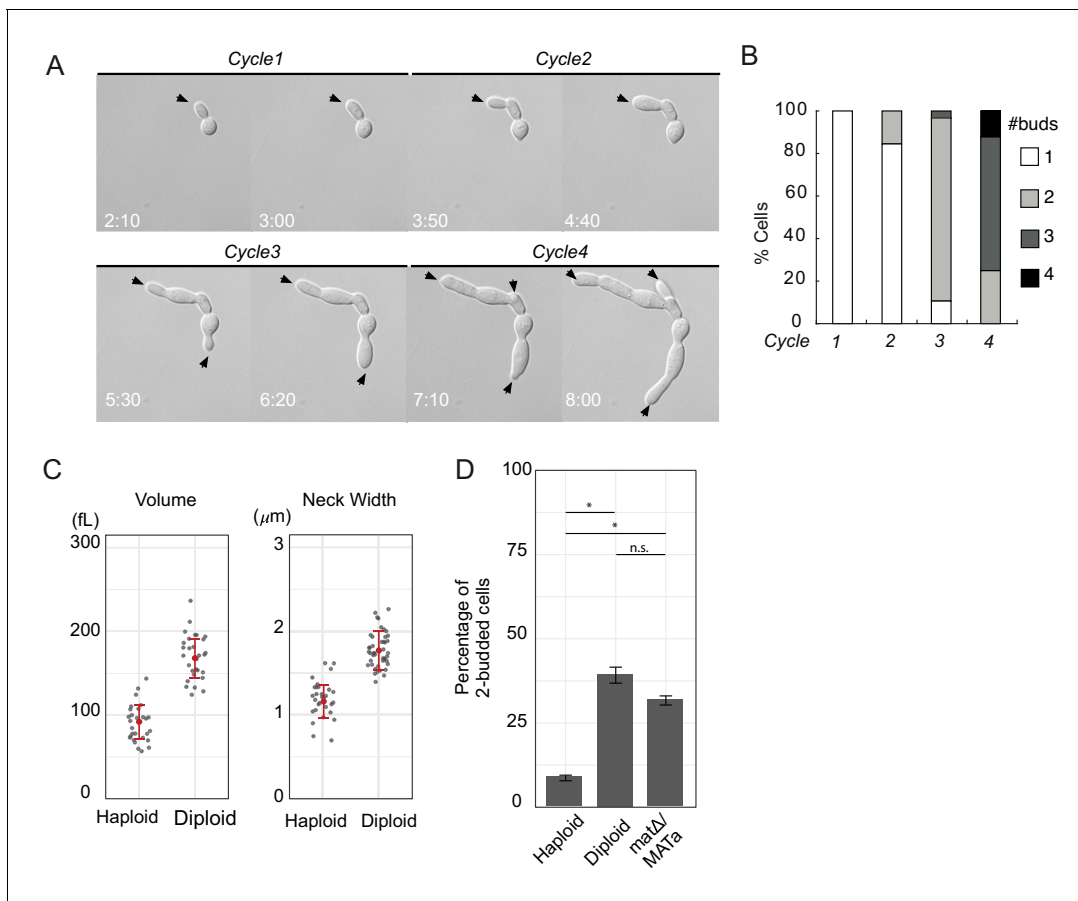 A
Cycle1
Cycle2
2:10
3:00
3:50
4:40
Cycle3
Cycle4
5:30
6:20
7:10
8:00
B
100
80
60
40
20
0
% Cells
Cycle
1
2
3
4
#buds
1
2
3
4
C
Volume
(fL)
300
200
100
0
Haploid
Diploid
Neck Width
(μm)
3
2
1
0
Haploid
Diploid
D
100
75
50
25
0
Percentage of
2-budded cells
*
*
n.s.
Haploid
Diploid
matΔ/
MATa